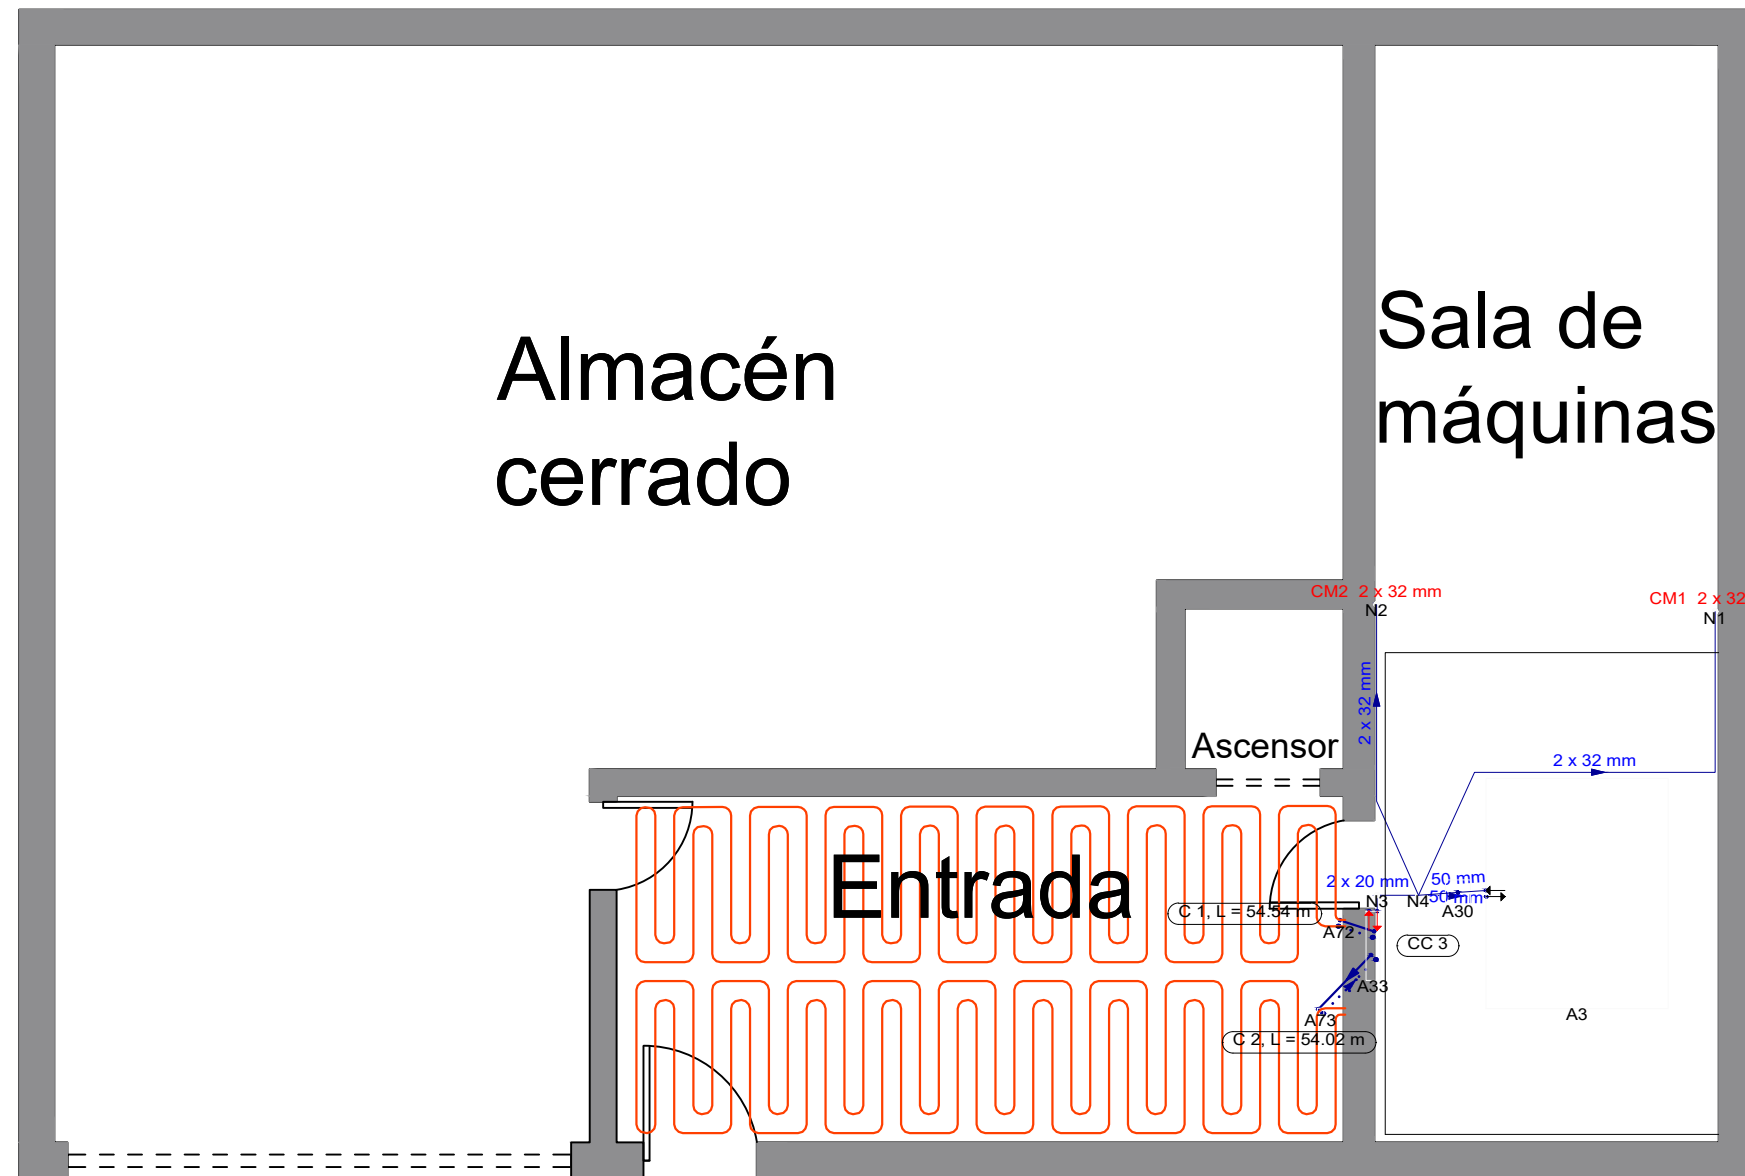 Sala de
máquinas
Almacén
cerrado
CM2 2 x 32 mm
N2
CM1 2 x 32
N1
2 x 32 mm
Ascensor
2 x 32 mm
Entrada
2 x 20 mm
50 mm
50 mm
N3
N4
A30
C 1, L = 54.54 m
A72
CC 3
A33
A73
A3
C 2, L = 54.02 m